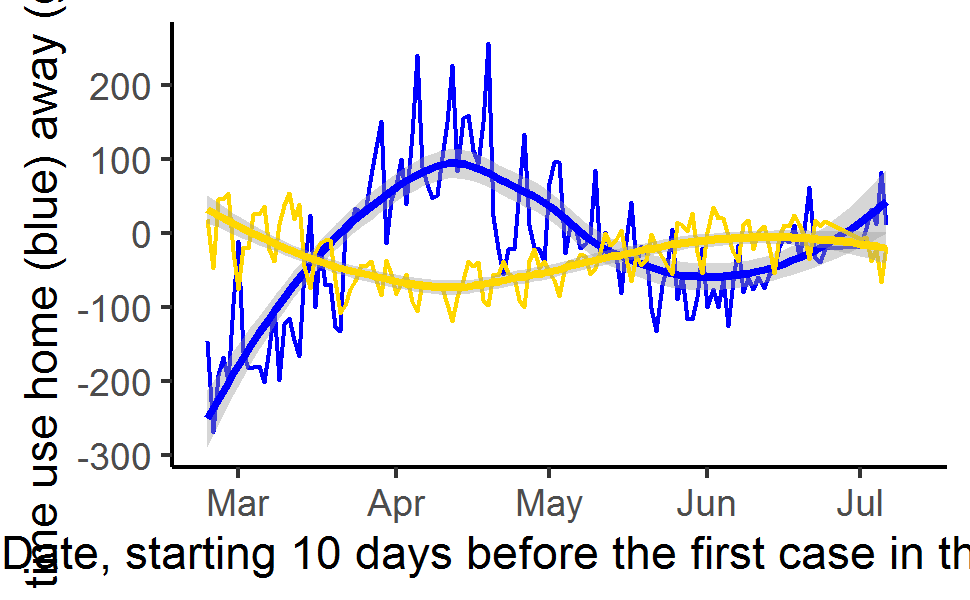 time use home (blue) away (
200
100
0
-100
-200
-300
Mar Apr May Jun Jul
Date, starting 10 days before the first case in th